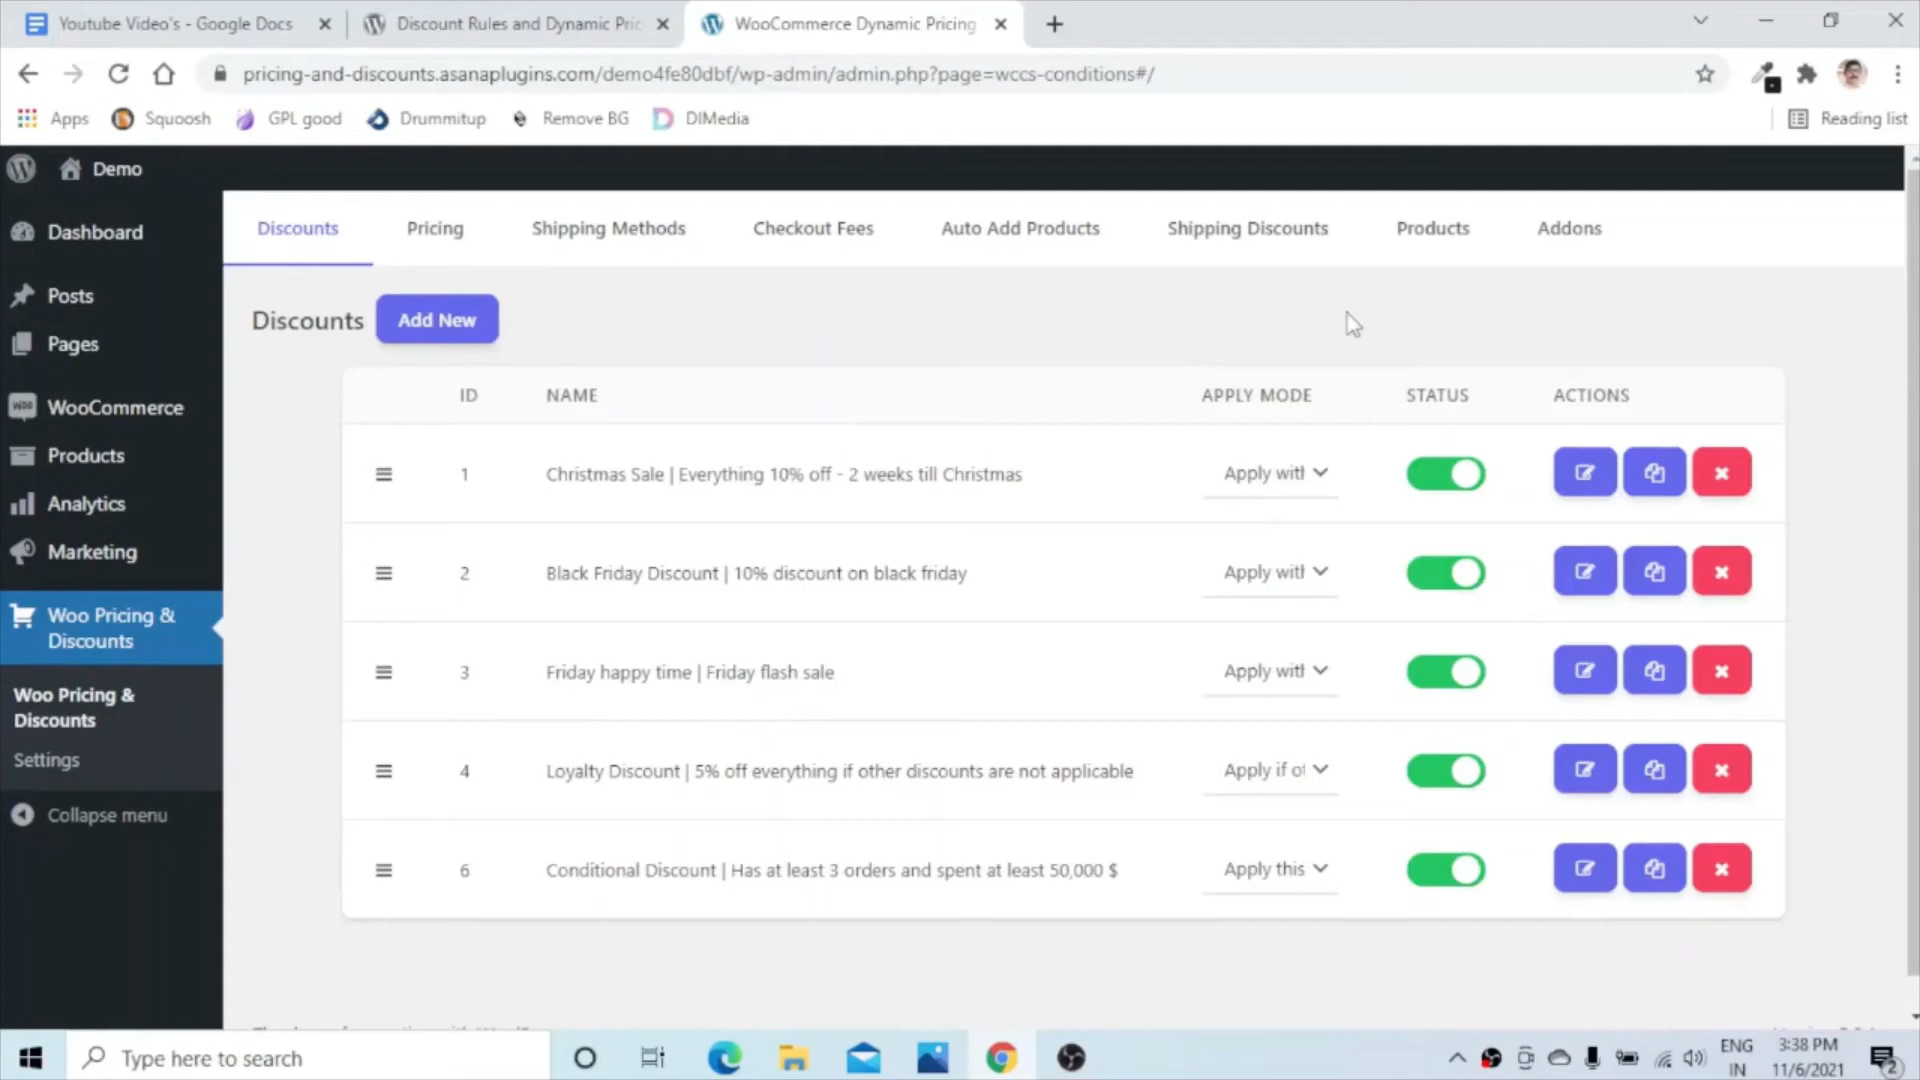 Youtube Video's - Google Docs
Discount Rules and Dynamic Pric
WooCommerce Dynamic Pricing
pricing-and-discounts.asanaplugins.com/demo4fe80dbf/wp-admin/admin.php?page=wccs-conditions#/
Apps
Squoosh
GPL good
Drummitup
Remove BG
DIMedia
Reading list
Demo
Dashboard
Posts
Pages
WooCommerce
Products
Analytics
Marketing
Woo Pricing &
Discounts
Woo Pricing &
Discounts
Settings
Collapse menu
Discounts
Pricing
Shipping Methods
Checkout Fees
Auto Add Products
Shipping Discounts
Products
Addons
Discounts
Add New
ID NAME APPLY MODE STATUS ACTIONS
1 Christmas Sale | Everything 10% off - 2 weeks till Christmas Apply with
2 Black Friday Discount | 10% discount on black friday Apply with
3 Friday happy time | Friday flash sale Apply with
4 Loyalty Discount | 5% off everything if other discounts are not applicable Apply if ot
6 Conditional Discount | Has at least 3 orders and spent at least 50,000 $ Apply this
Type here to search
ENG
IN
3:38 PM
11/6/2021
2